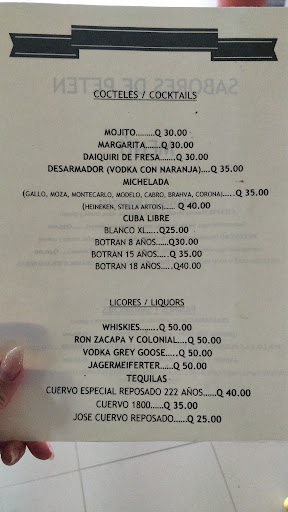 SABORES DE PETEN
COCTELES / COCKTAILS
MOJITO.........Q 30.00
MARGARITA.......Q 30.00
DAIQUIRI DE FRESA........Q 30.00
DESARMADOR (VODKA CON NARANJA)....Q 35.00
MICHELADA
(GALLO, MOZA, MONTECARLO, MODELO, CABRO, BRAHVA, CORONA).....Q 35.00
(HEINEKEN, STELLA ARTOIS)..... Q 40.00
CUBA LIBRE
BLANCO XL.....Q25.00
BOTRAN 8 AÑOS......Q30.00
BOTRAN 15 AÑOS.....Q 35.00
BOTRAN 18 AÑOS.....Q40.00
LICORES / LIQUORS
WHISKIES........Q 50.00
RON ZACAPA Y COLONIAL....Q 50.00
VODKA GREY GOOSE.....Q 50.00
JAGERMEIFERTER......Q 50.00
TEQUILAS
CUERVO ESPECIAL REPOSADO 222 AÑOS......Q 40.00
CUERVO 1800.....Q 35.00
JOSE CUERVO REPOSADO......Q 25.00